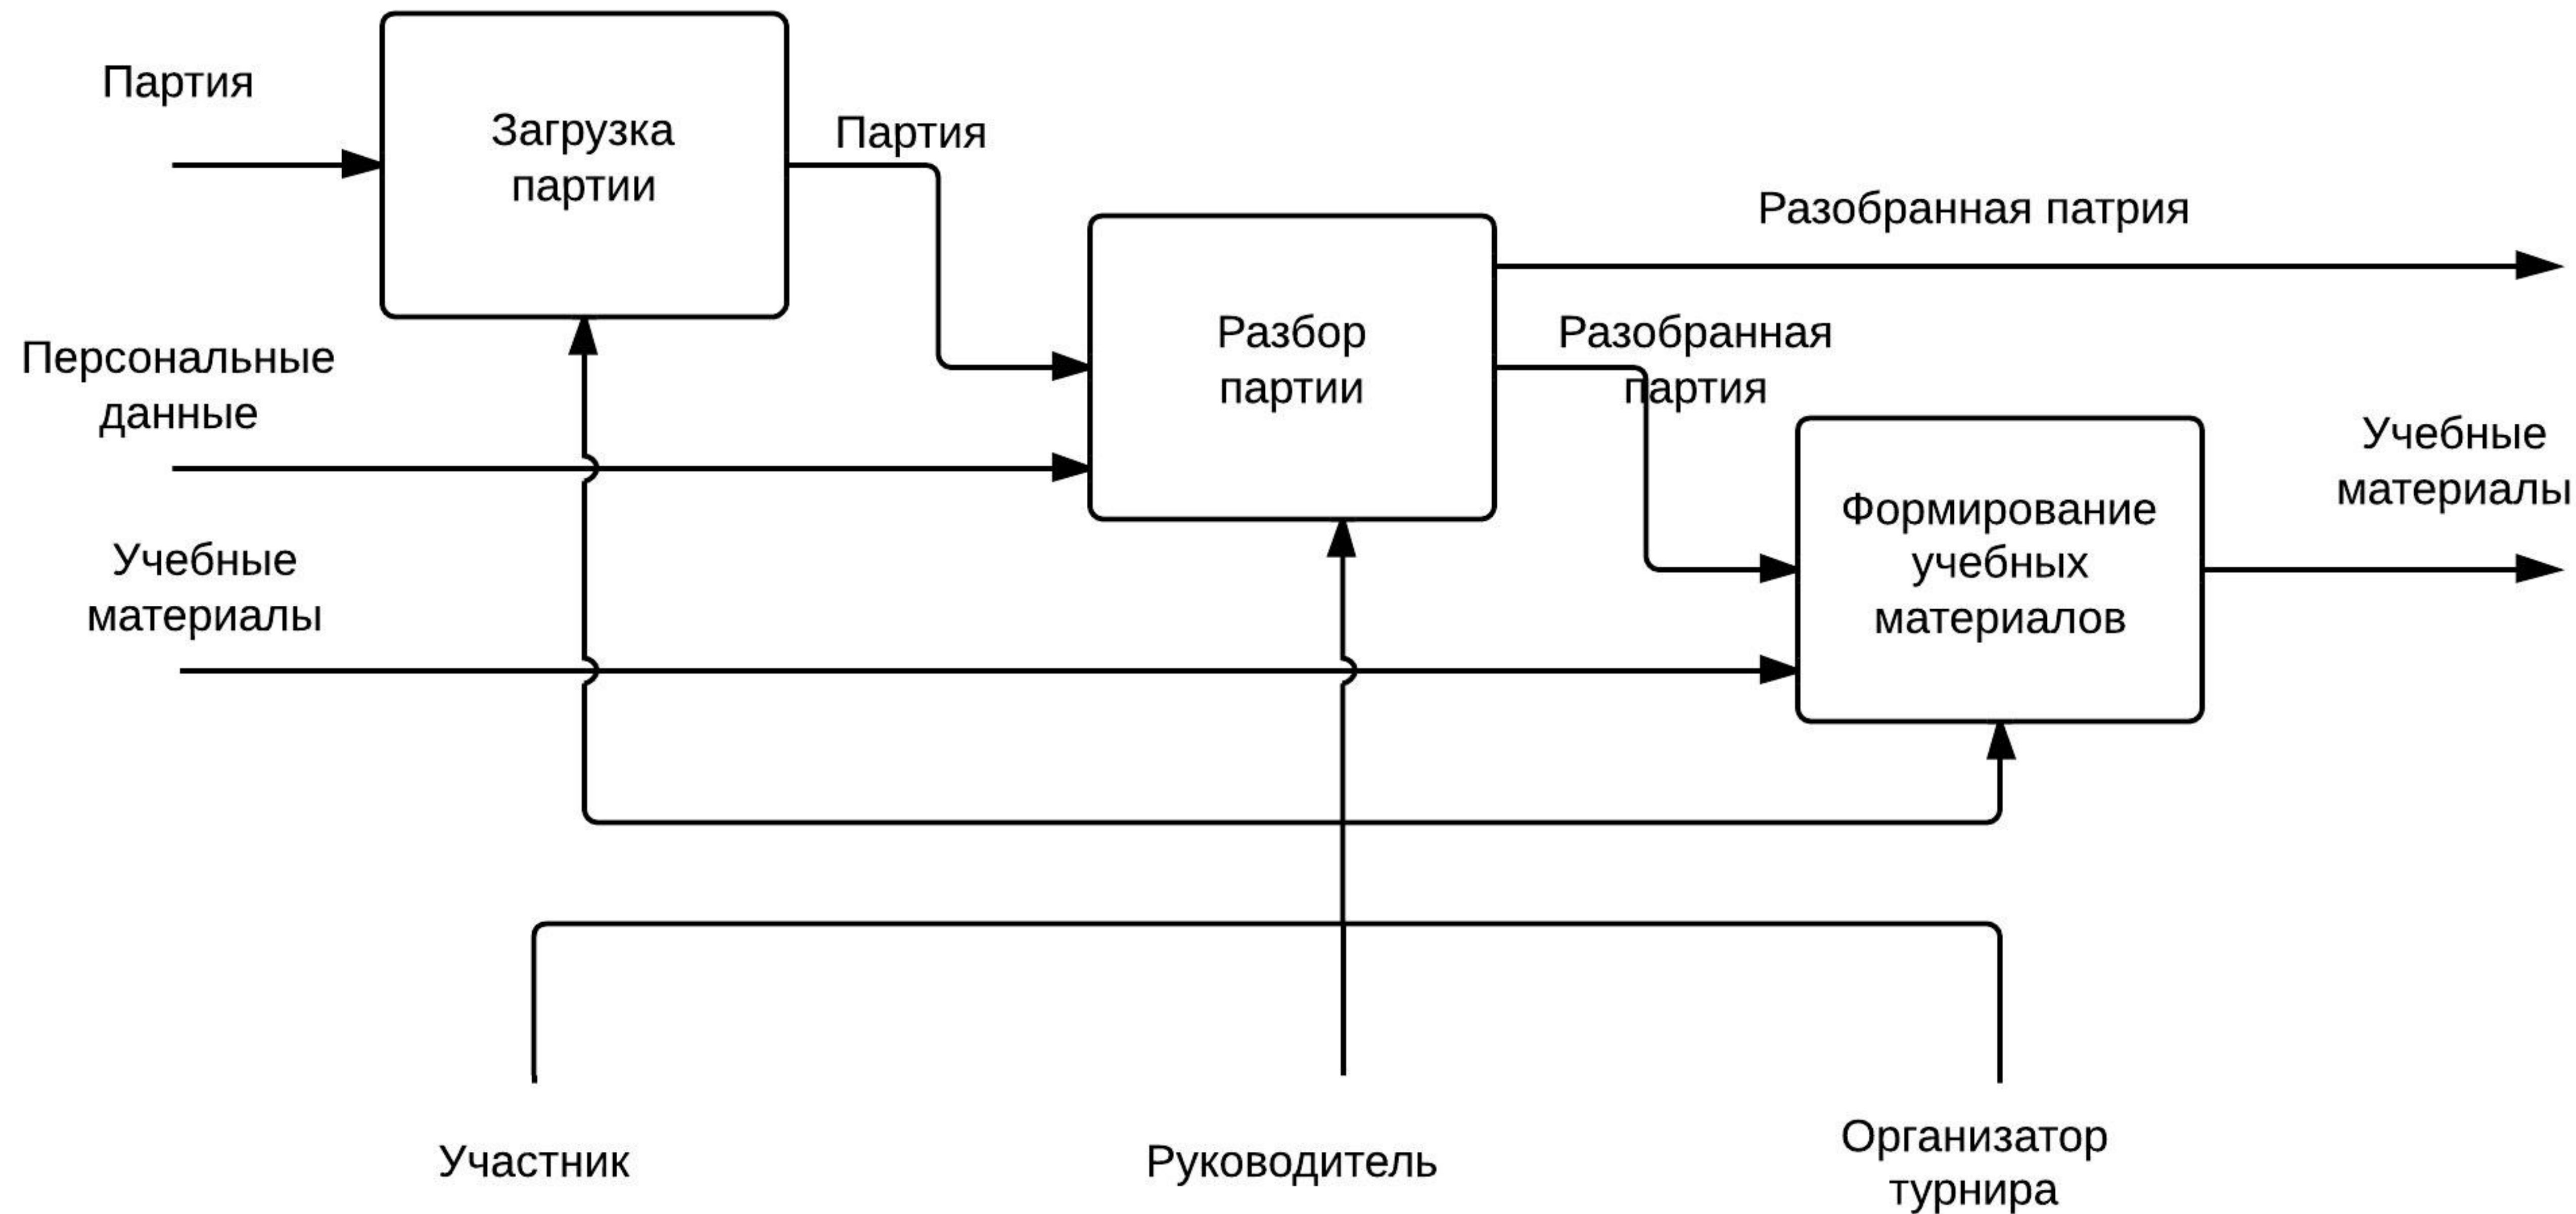 Партия
Загрузка
партии
Партия
Разобранная патрия
Персональные
данные
Разбор
партии
Разобранная
партия
Учебные
материалы
Учебные
материалы
Формирование
учебных
материалов
Участник
Руководитель
Организатор
турнира